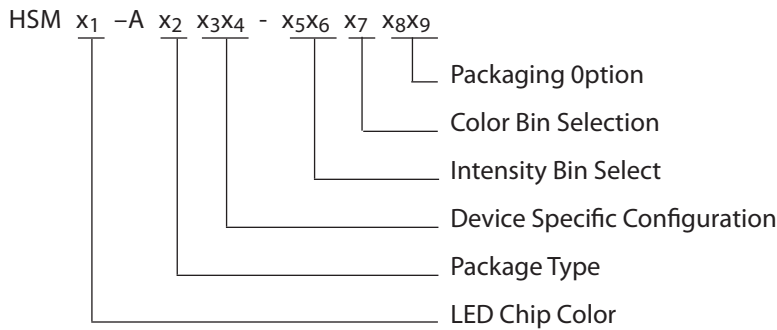 HSM x1 –A x2 x3x4 - x5x6 x7 x8x9
Packaging 0ption
Color Bin Selection
Intensity Bin Select
Device Specific Configuration
Package Type
LED Chip Color